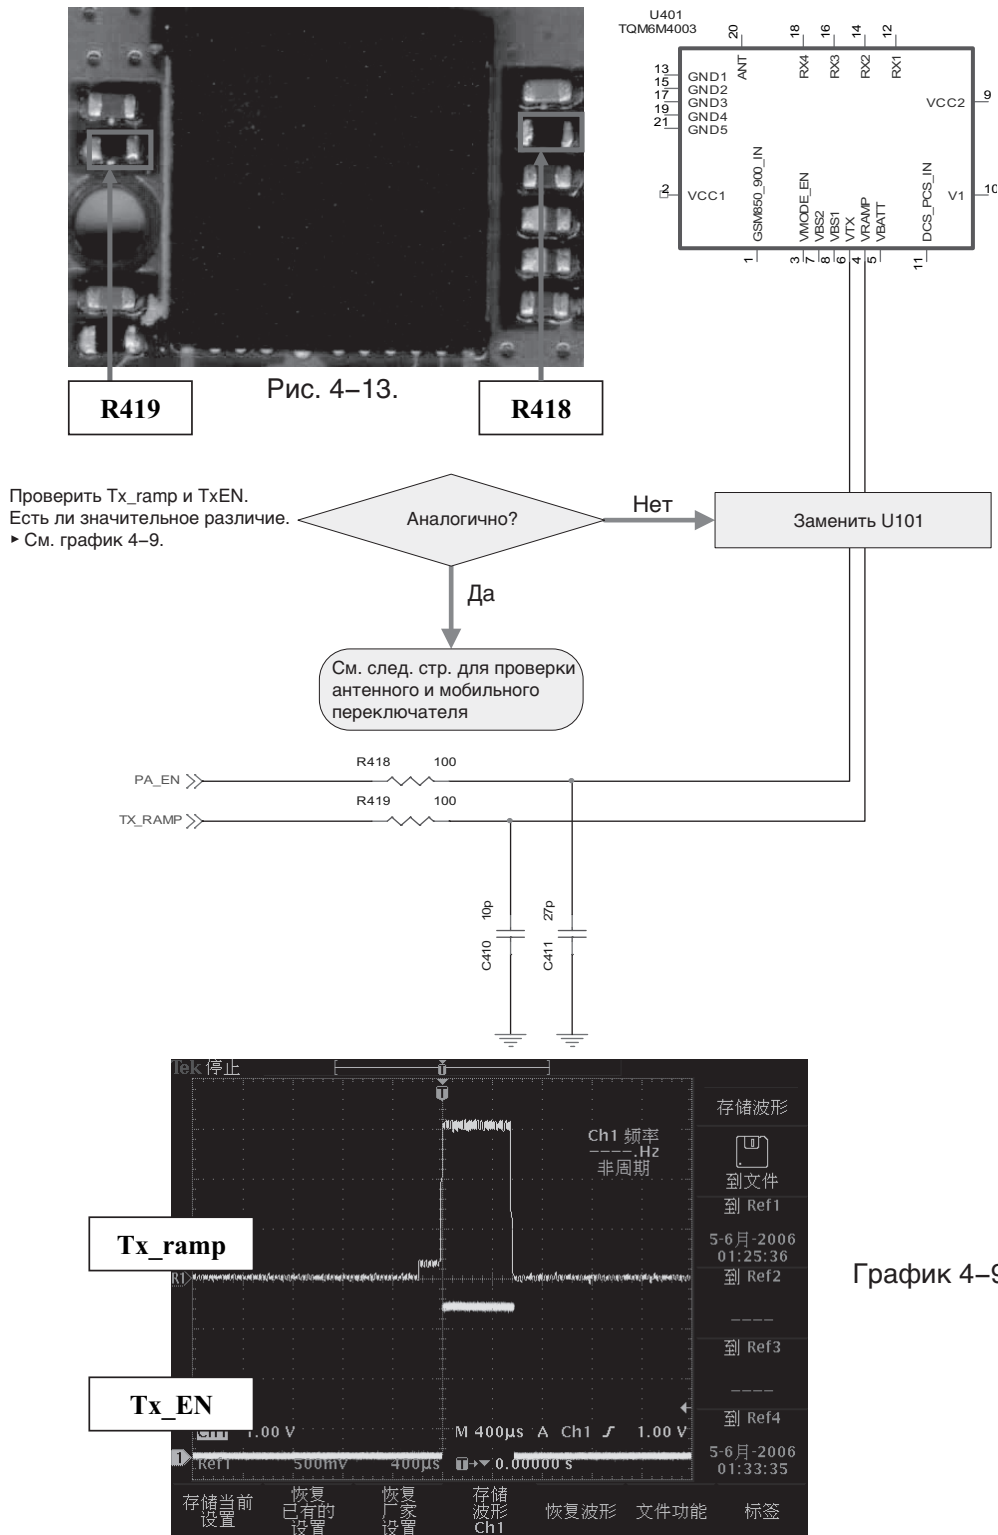 U401
TQM6M4003
20
18
16
14
12
ANT
RX4
RX3
RX2
RX1
13
15
17
19
21
GND1
GND2
GND3
GND4
GND5
VCC2
9
2
VCC1
V1
10
GSM850_900_IN
VMODE_EN
VBS2
VBS1
VTX
VRAMP
VBATT
DCS_PCS_IN
1
3
7
8
6
4
5
11
R419
Рис. 4–13.
R418
Проверить Tx_ramp и TxEN.
Есть ли значительное различие.
▸ См. график 4–9.
Аналогично?
Нет
Заменить U101
Да
См. след. стр. для проверки
антенного и мобильного
переключателя
R418 100
PA_EN
R419 100
TX_RAMP
10p
C410
27p
C411
Tek 停止
T
Ch1 频率
----.Hz
非周期
存储波形
到文件
到 Ref1
5-6月-2006
01:25:36
到 Ref2
----
到 Ref3
----
到 Ref4
5-6月-2006
01:33:35
Tx_ramp
R1
График 4–9
Tx_EN
Ch1 1.00 V M 400µs A Ch1 1.00 V
1
Ref1 500mV 400µs T 0.00000 s
存储当前
设置
恢复
已有的
设置
恢复
厂家
设置
存储
波形
Ch1
恢复波形
文件功能
标签